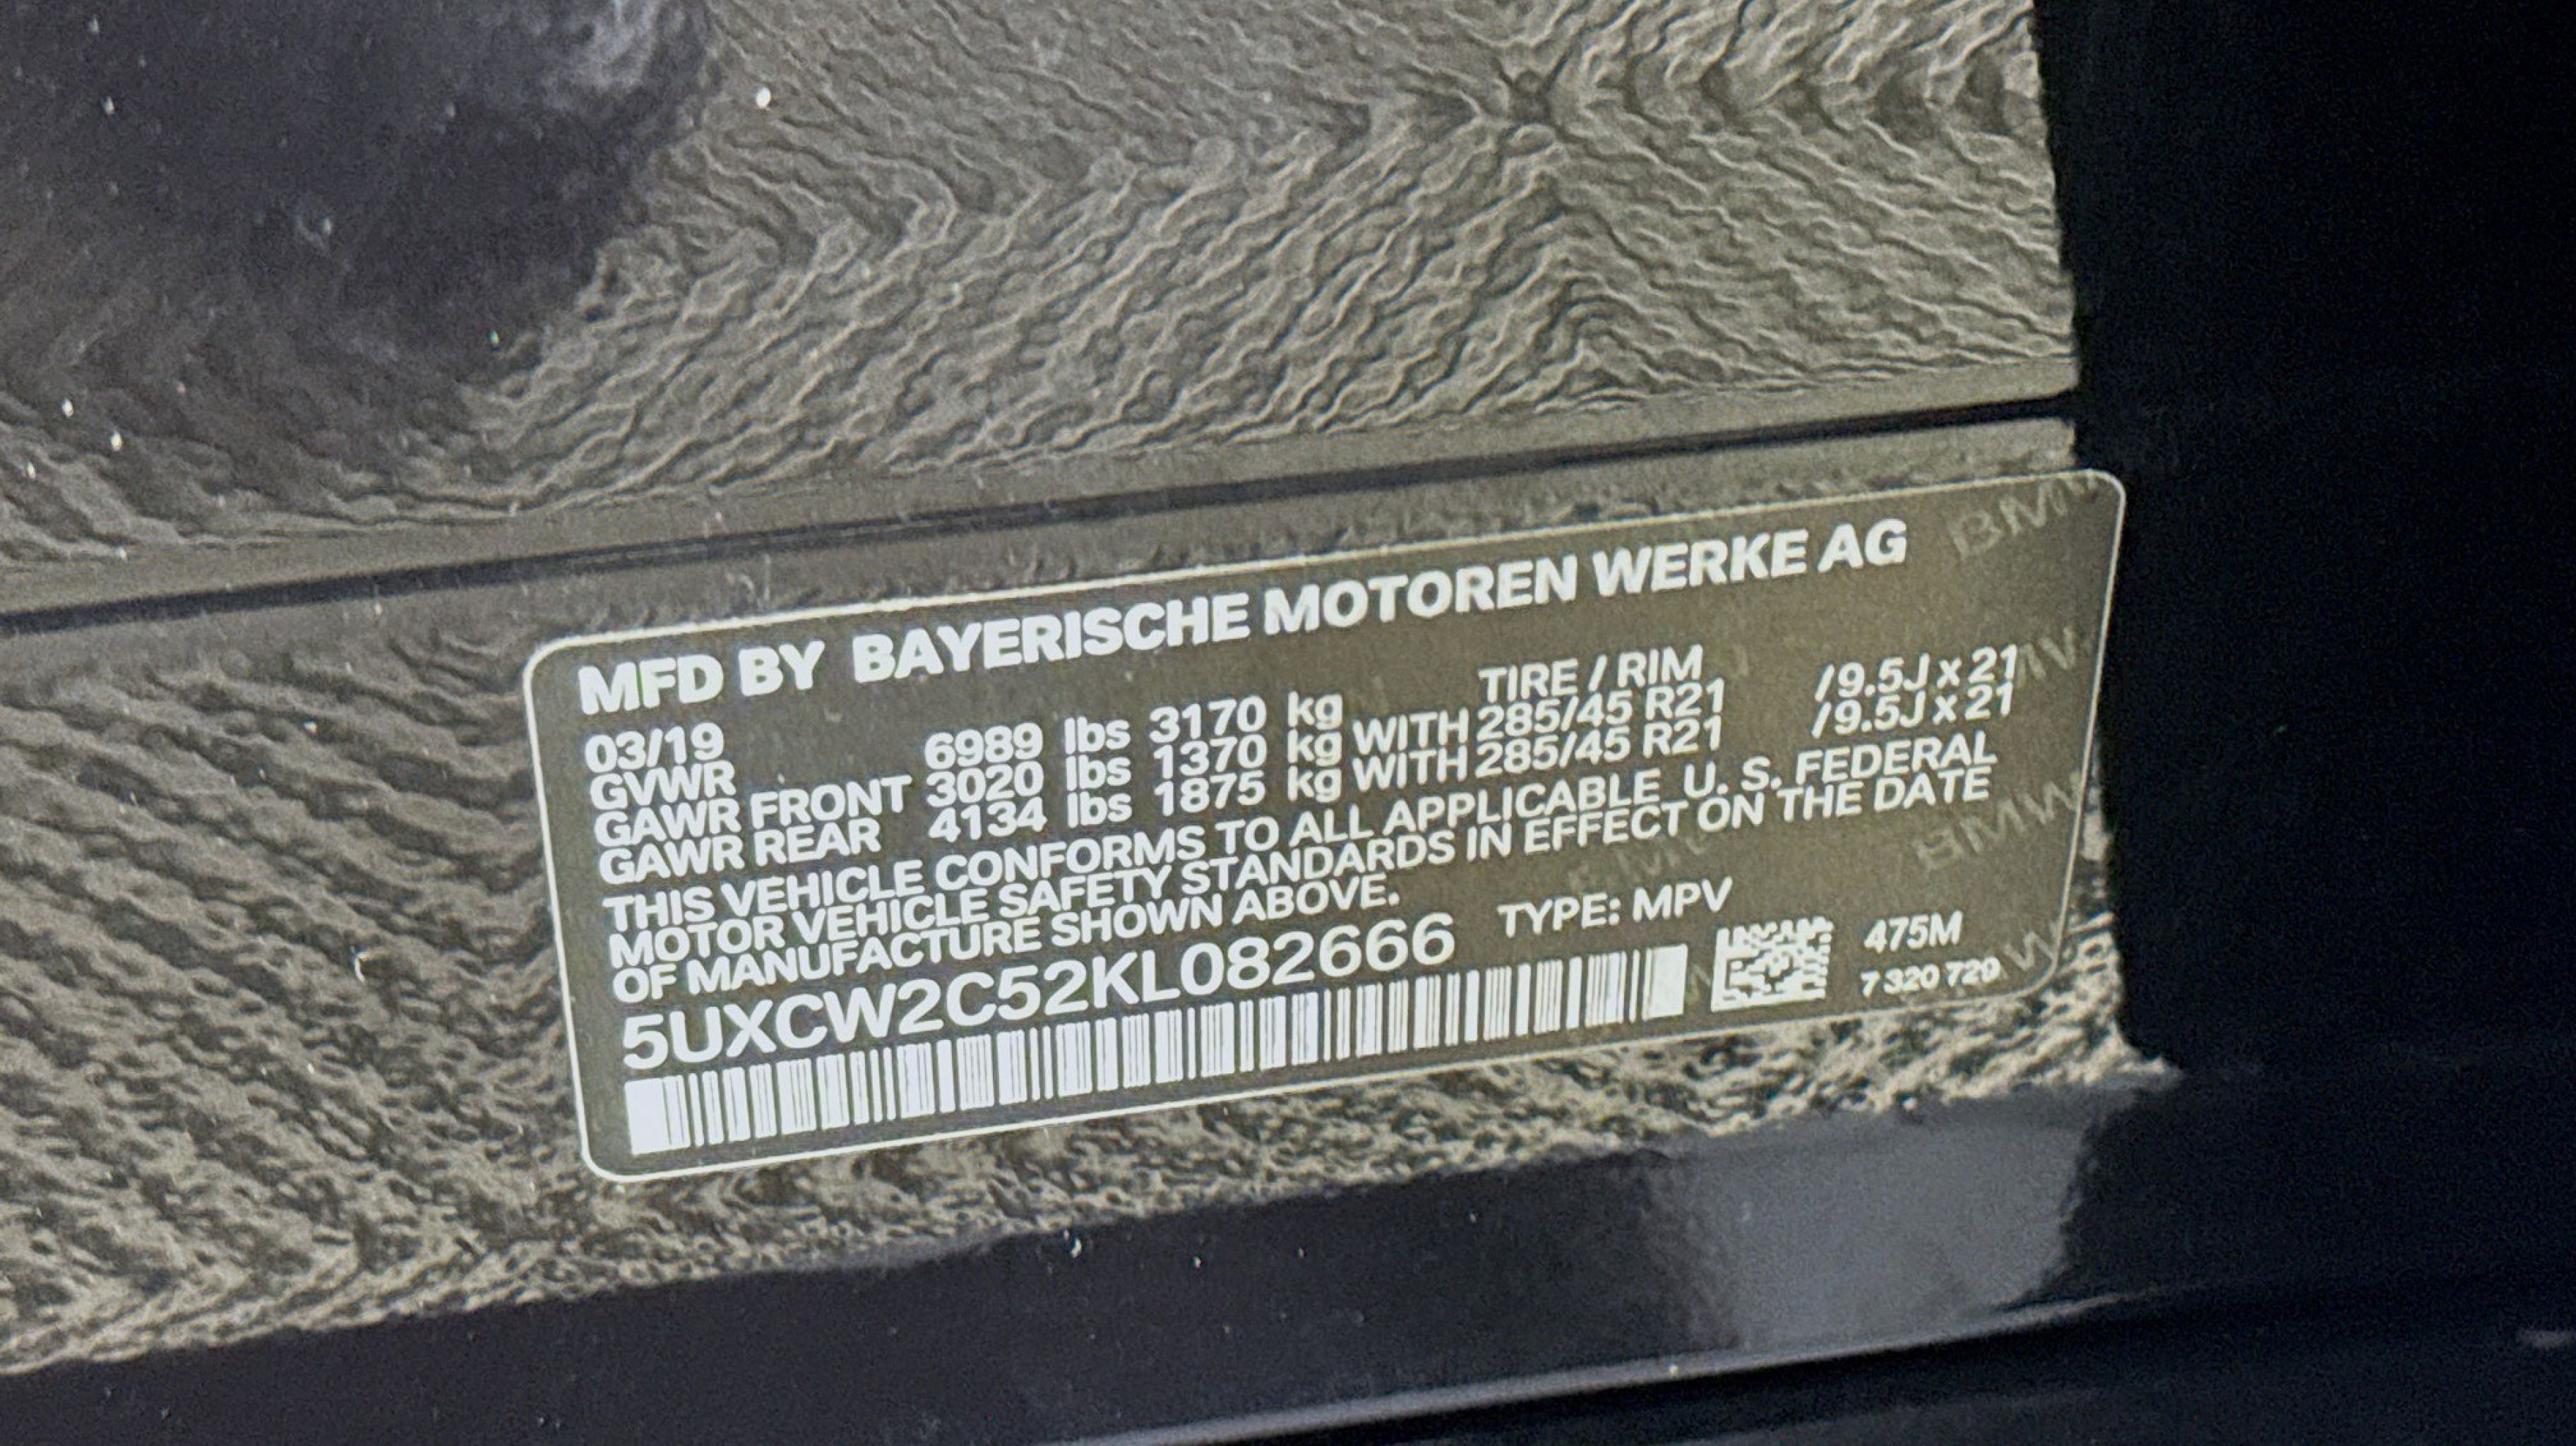 MFD BY BAYERISCHE MOTOREN WERKE AG
TIRE / RIM
03/19
GVWR 6989 lbs 3170 kg
GAWR FRONT 3020 lbs 1370 kg WITH 285/45 R21 /9.5J x 21
GAWR REAR 4134 lbs 1875 kg WITH 285/45 R21 /9.5J x 21
THIS VEHICLE CONFORMS TO ALL APPLICABLE U. S. FEDERAL
MOTOR VEHICLE SAFETY STANDARDS IN EFFECT ON THE DATE
OF MANUFACTURE SHOWN ABOVE.
5UXCW2C52KL082666 TYPE: MPV
475M
7 320 729
BMW
BMW